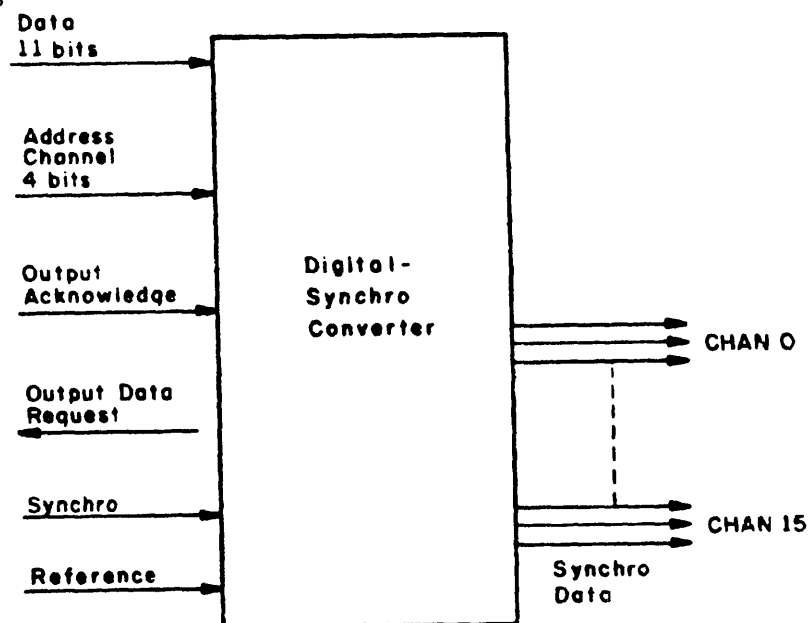 Data
11 bits
Address
Channel
4 bits
Output
Acknowledge
Output Data
Request
Synchro
Reference
Digital-
Synchro
Converter
CHAN 0
CHAN 15
Synchro
Data